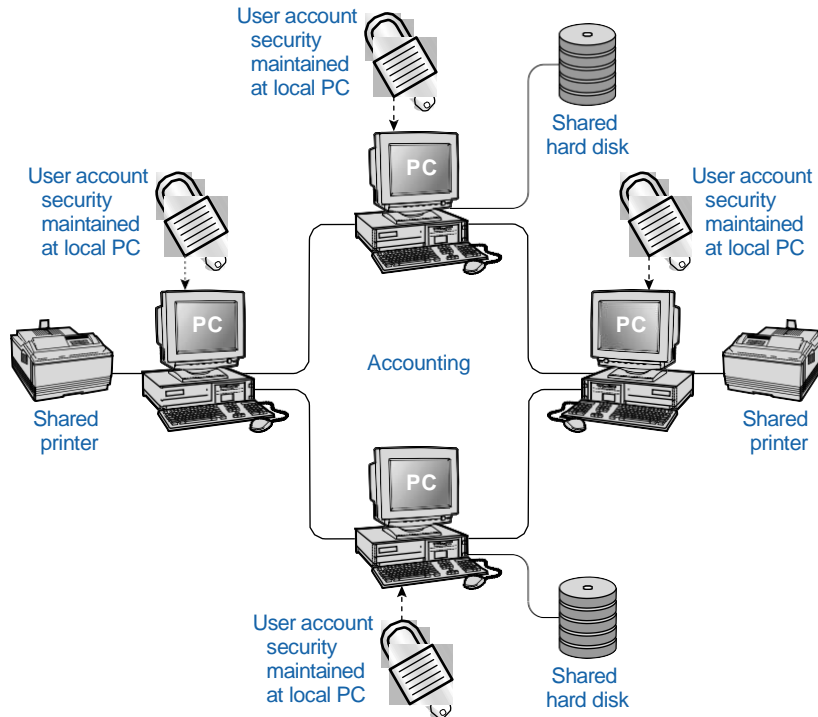 User account
security
maintained
at local PC
Shared
hard disk
PC
User account
security
maintained
at local PC
User account
security
maintained
at local PC
PC
PC
Accounting
Shared
printer
Shared
printer
PC
User account
security
maintained
at local PC
Shared
hard disk